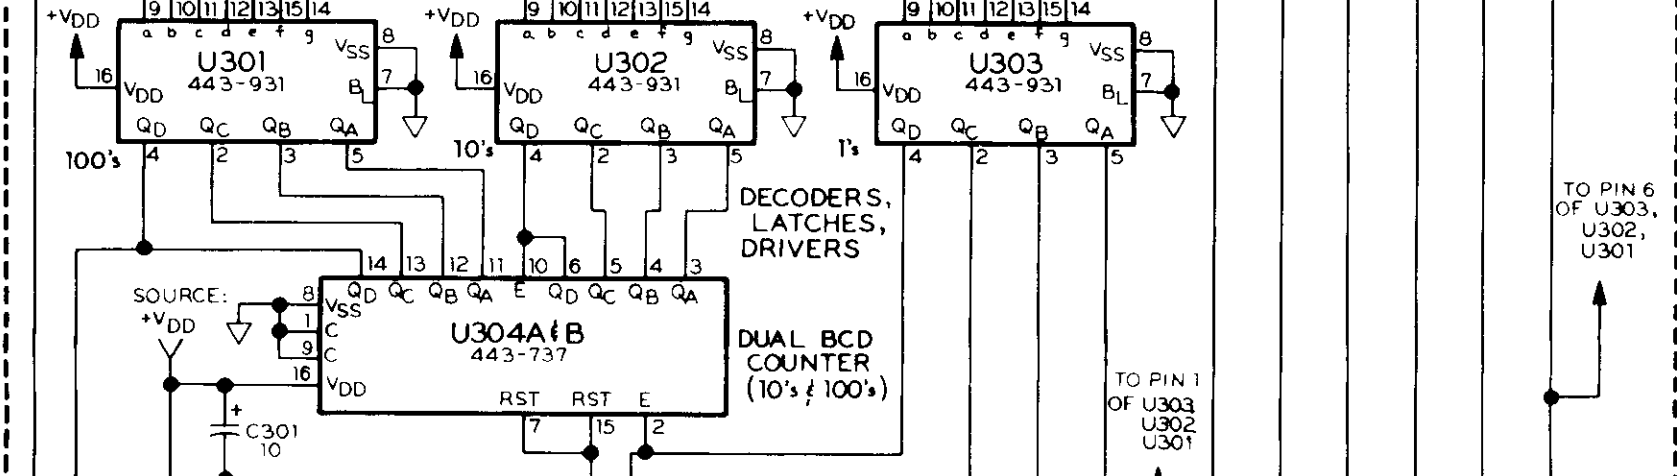 9 10 11 12 13 15 14
9 10 11 12 13 15 14
9 10 11 12 13 15 14
+VDD
+VDD
+VDD
a b c d e f g
a b c d e f g
a b c d e f g
U301
443-931
VSS 8
BL 7
16 VDD
U302
443-931
VSS 8
BL 7
16 VDD
U303
443-931
VSS 8
BL 7
16 VDD
QD QC QB QA
QD QC QB QA
QD QC QB QA
100's
4 2 3 5
10's
4 2 3 5
1's
4 2 3 5
DECODERS,
LATCHES,
DRIVERS
TO PIN 6
OF U303,
U302,
U301
14 13 12 11 10 6 5 4 3
QD QC QB QA E QD QC QB QA
SOURCE:
+VDD
8 VSS
1 C
9 C
16 VDD
U304A&B
443-737
DUAL BCD
COUNTER
(10's & 100's)
RST RST E
7 15 2
+
C301
10
TO PIN 1
OF U303
U302
U301